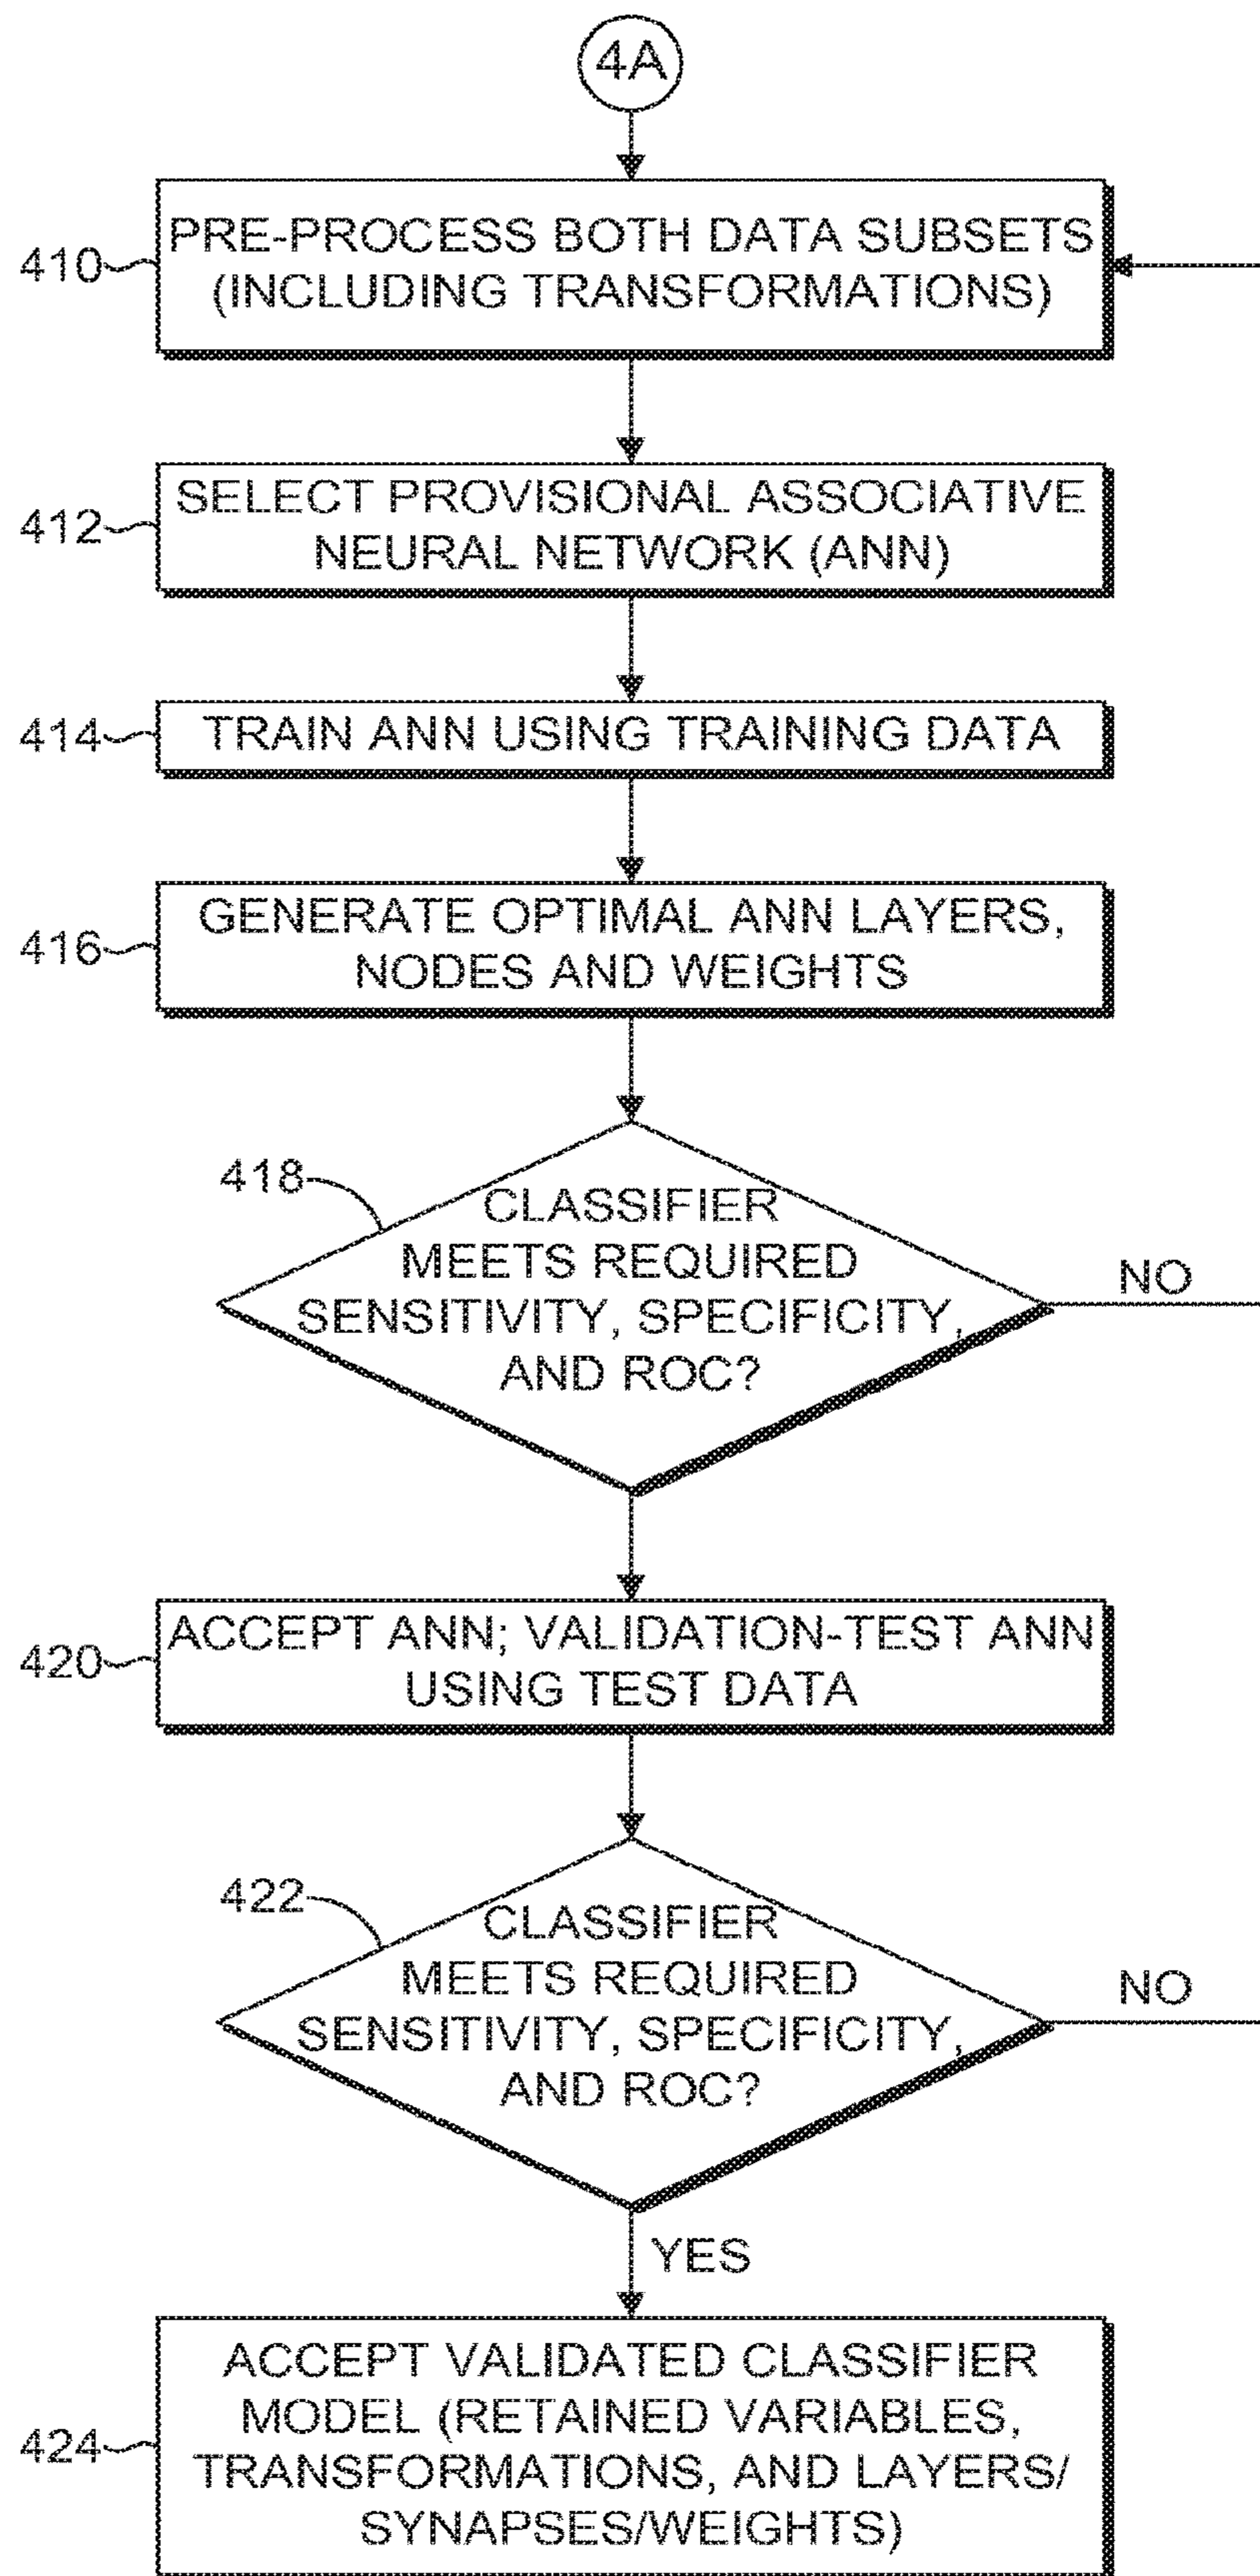 4A
410
PRE-PROCESS BOTH DATA SUBSETS
(INCLUDING TRANSFORMATIONS)
412
SELECT PROVISIONAL ASSOCIATIVE
NEURAL NETWORK (ANN)
414
TRAIN ANN USING TRAINING DATA
416
GENERATE OPTIMAL ANN LAYERS,
NODES AND WEIGHTS
418
CLASSIFIER
MEETS REQUIRED
SENSITIVITY, SPECIFICITY,
AND ROC?
NO
420
ACCEPT ANN; VALIDATION-TEST ANN
USING TEST DATA
422
CLASSIFIER
MEETS REQUIRED
SENSITIVITY, SPECIFICITY,
AND ROC?
NO
YES
424
ACCEPT VALIDATED CLASSIFIER
MODEL (RETAINED VARIABLES,
TRANSFORMATIONS, AND LAYERS/
SYNAPSES/WEIGHTS)